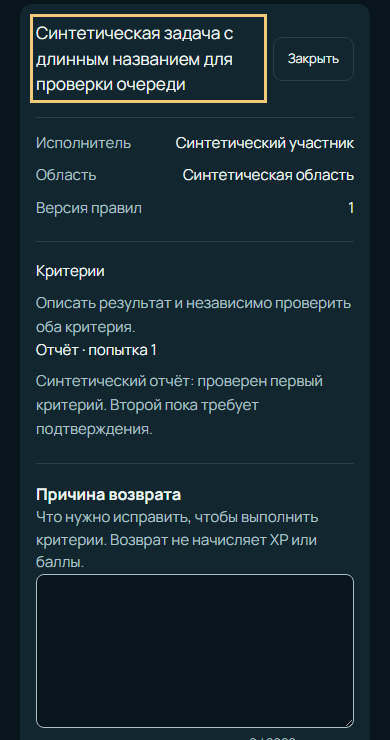 Синтетическая задача с
длинным названием для
проверки очереди
Закрыть
Исполнитель Синтетический участник
Область Синтетическая область
Версия правил 1
Критерии
Описать результат и независимо проверить
оба критерия.
Отчёт · попытка 1
Синтетический отчёт: проверен первый
критерий. Второй пока требует
подтверждения.
Причина возврата
Что нужно исправить, чтобы выполнить
критерии. Возврат не начисляет XP или
баллы.